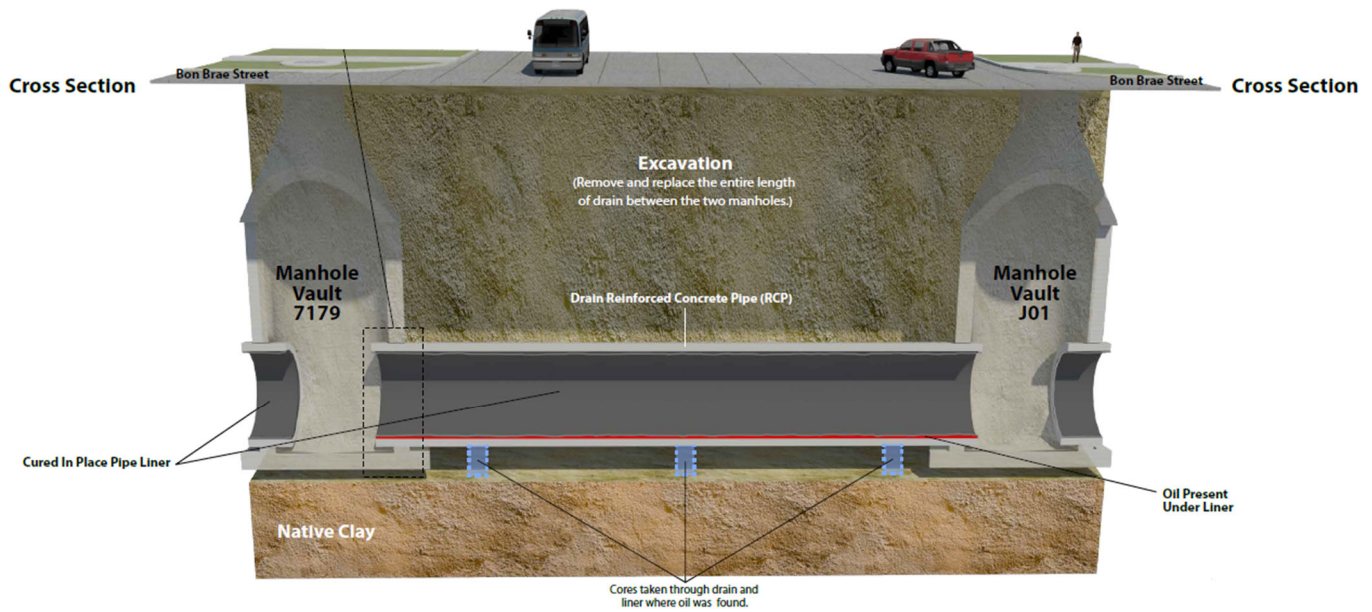 Bon Brae Street
Bon Brae Street
Cross Section
Cross Section
Excavation
(Remove and replace the entire length
of drain between the two manholes.)
Manhole
Vault
7179
Manhole
Vault
J01
Drain Reinforced Concrete Pipe (RCP)
Cured In Place Pipe Liner
Oil Present
Under Liner
Native Clay
Cores taken through drain and
liner where oil was found.